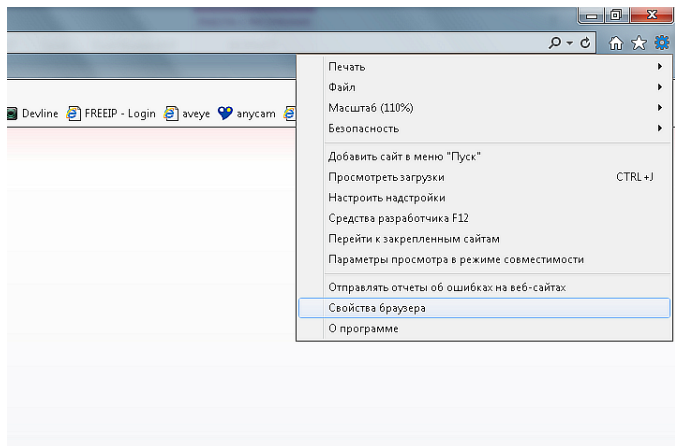 Печать
Файл
Масштаб (110%)
Devline FREEIP - Login aveye anycam
Безопасность
Добавить сайт в меню "Пуск"
Просмотреть загрузки CTRL+J
Настроить надстройки
Средства разработчика F12
Перейти к закрепленным сайтам
Параметры просмотра в режиме совместимости
Отправлять отчеты об ошибках на веб-сайтах
Свойства браузера
О программе